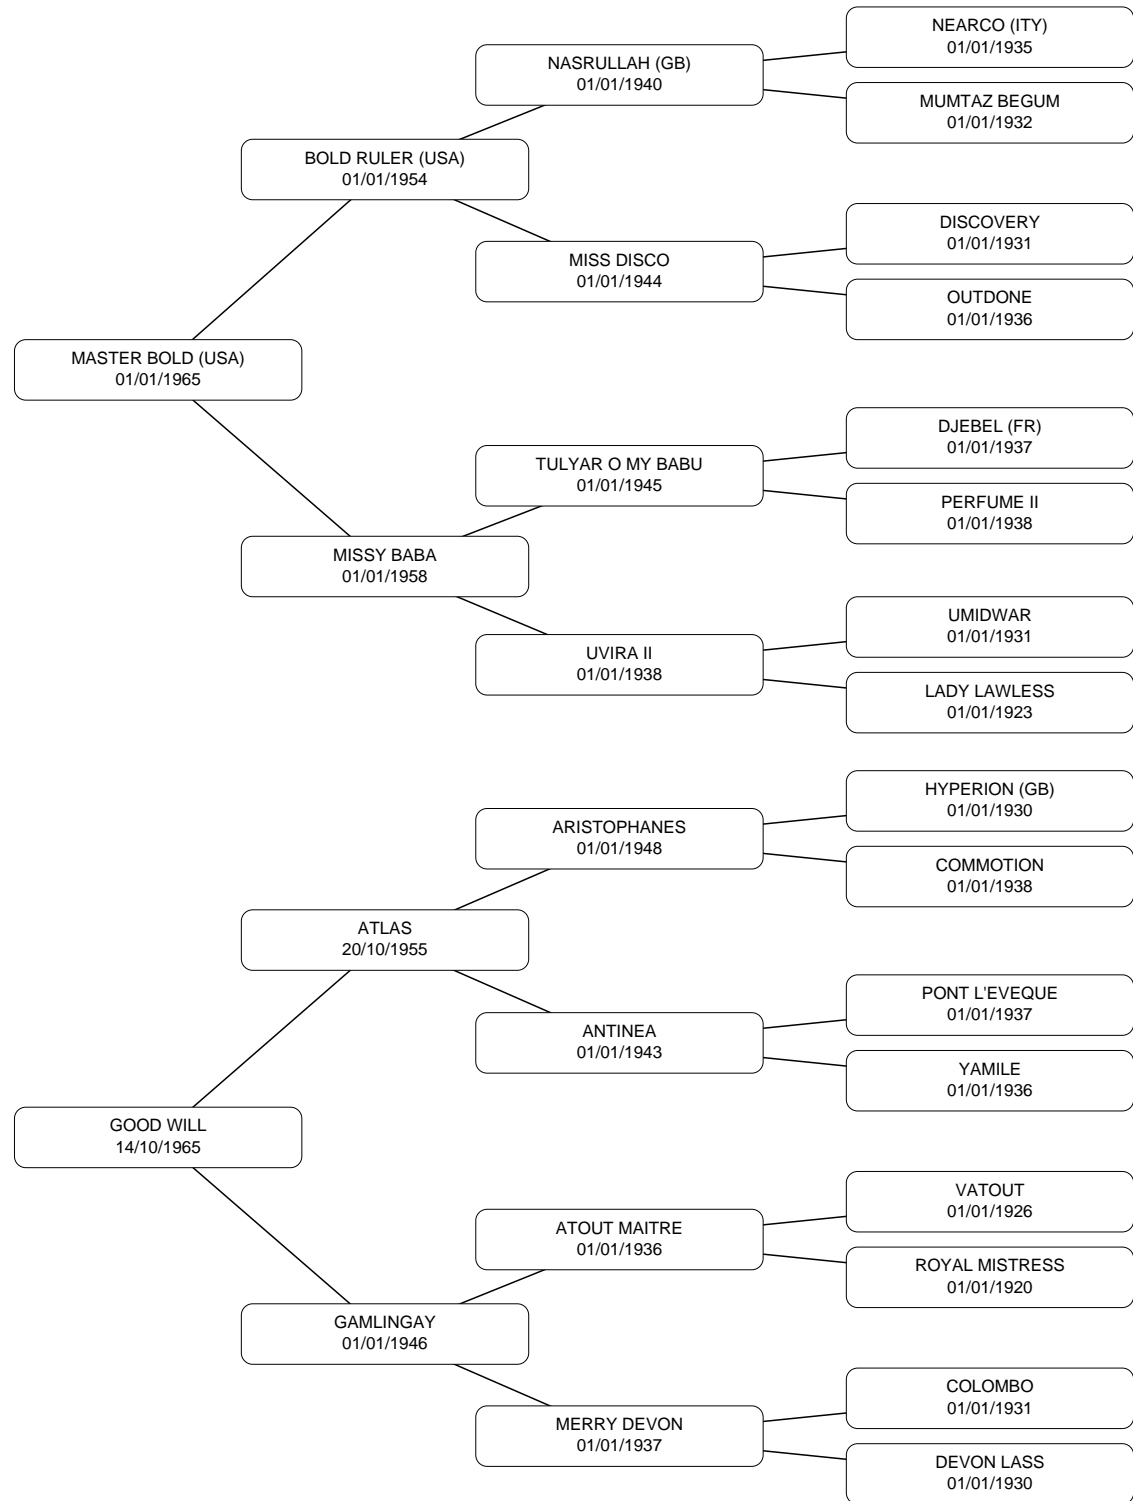 NEARCO (ITY)
01/01/1935
NASRULLAH (GB)
01/01/1940
MUMTAZ BEGUM
01/01/1932
BOLD RULER (USA)
01/01/1954
DISCOVERY
01/01/1931
MISS DISCO
01/01/1944
OUTDONE
01/01/1936
MASTER BOLD (USA)
01/01/1965
DJEBEL (FR)
01/01/1937
TULYAR O MY BABU
01/01/1945
PERFUME II
01/01/1938
MISSY BABA
01/01/1958
UMIDWAR
01/01/1931
UVIRA II
01/01/1938
LADY LAWLESS
01/01/1923
HYPERION (GB)
01/01/1930
ARISTOPHANES
01/01/1948
COMMOTION
01/01/1938
ATLAS
20/10/1955
PONT L'EVEQUE
01/01/1937
ANTINEA
01/01/1943
YAMILE
01/01/1936
GOOD WILL
14/10/1965
VATOUT
01/01/1926
ATOUT MAITRE
01/01/1936
ROYAL MISTRESS
01/01/1920
GAMLINGAY
01/01/1946
COLOMBO
01/01/1931
MERRY DEVON
01/01/1937
DEVON LASS
01/01/1930